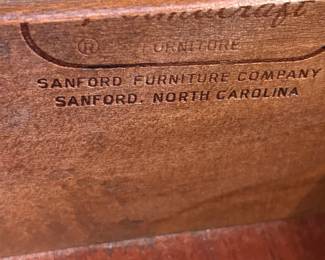 ® FURNITURE
SANFORD FURNITURE COMPANY
SANFORD, NORTH CAROLINA